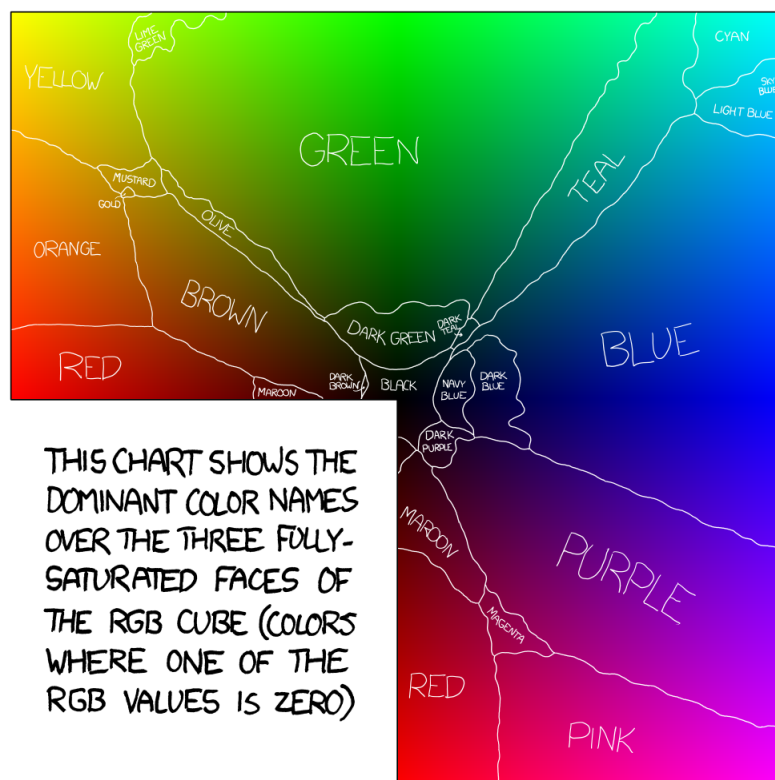 LIME
GREEN
CYAN
YELLOW
SKY
BLUE
LIGHT BLUE
GREEN
TEAL
MUSTARD
GOLD
OLIVE
ORANGE
BROWN
DARK GREEN
DARK
TEAL
BLUE
RED
DARK
BROWN
BLACK
NAVY
BLUE
DARK
BLUE
MAROON
DARK
PURPLE
THIS CHART SHOWS THE
DOMINANT COLOR NAMES
OVER THE THREE FULLY-
SATURATED FACES OF
THE RGB CUBE (COLORS
WHERE ONE OF THE
RGB VALUES IS ZERO)
MAROON
PURPLE
MAGENTA
RED
PINK